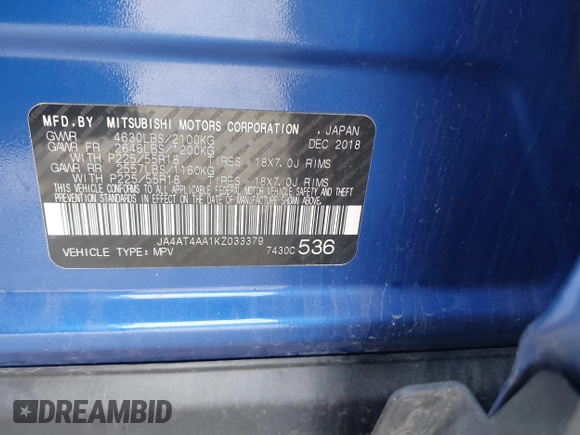 MFD.BY MITSUBISHI MOTORS CORPORATION , JAPAN
GVWR 4630LBS/2100KG DEC 2018
GAWR FR 2646LBS/1200KG
WITH P225/55R18 TIRES 18X7.0J RIMS
GAWR RR 2557LBS/1160KG
WITH P225/55R18 TIRES 18X7.0J RIMS
THIS VEHICLE CONFORMS TO ALL APPLICABLE FEDERAL MOTOR VEHICLE SAFETY AND THEFT
PREVENTION STANDARDS IN EFFECT ON THE DATE OF MANUFACTURE SHOWN ABOVE.
JA4AT4AA1KZ033379
VEHICLE TYPE: MPV 7430C 536
DREAMBID